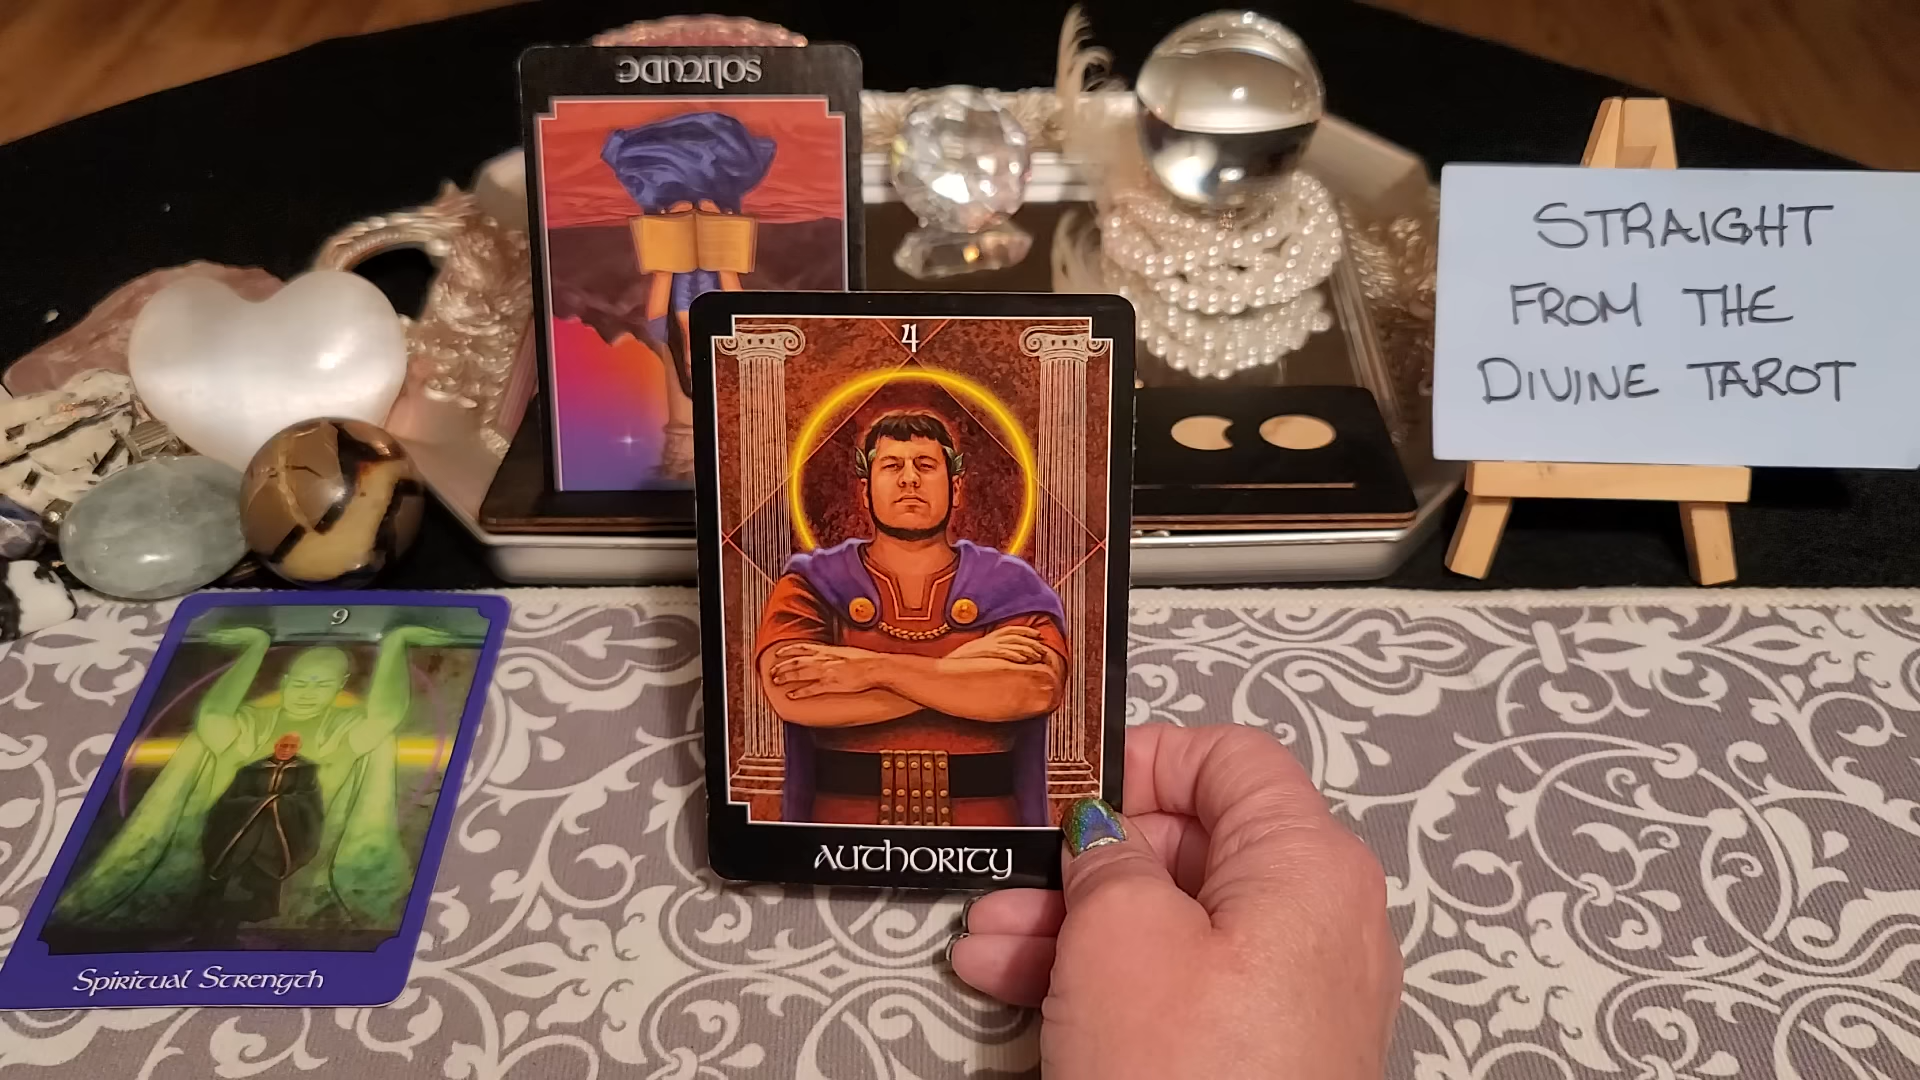 SOLITUDE
4
AUTHORITY
STRAIGHT
FROM THE
DIVINE TAROT
9
Spiritual Strength